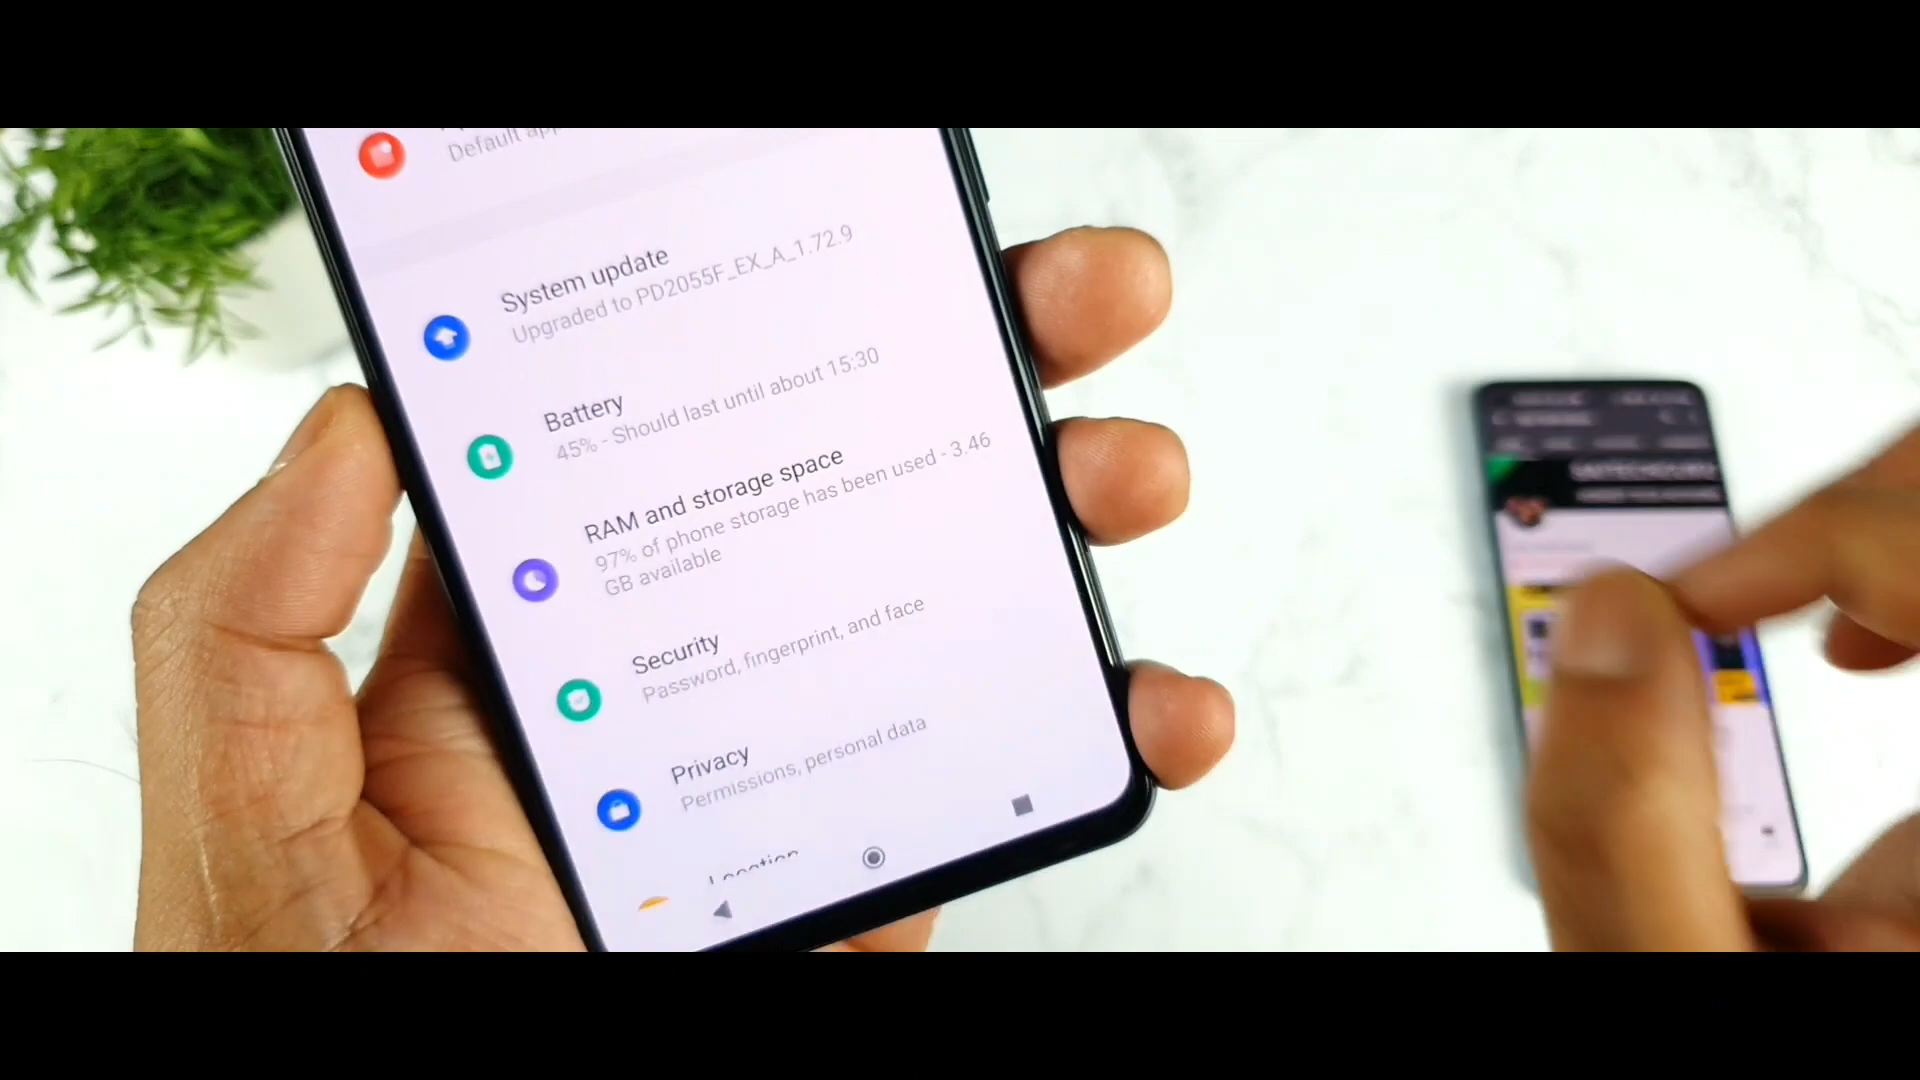 Default app
System update
Upgraded to PD2055F_EX_A_1.72.9
Battery
45% - Should last until about 15:30
RAM and storage space
97% of phone storage has been used - 3.46
GB available
Security
Password, fingerprint, and face
Privacy
Permissions, personal data
Location